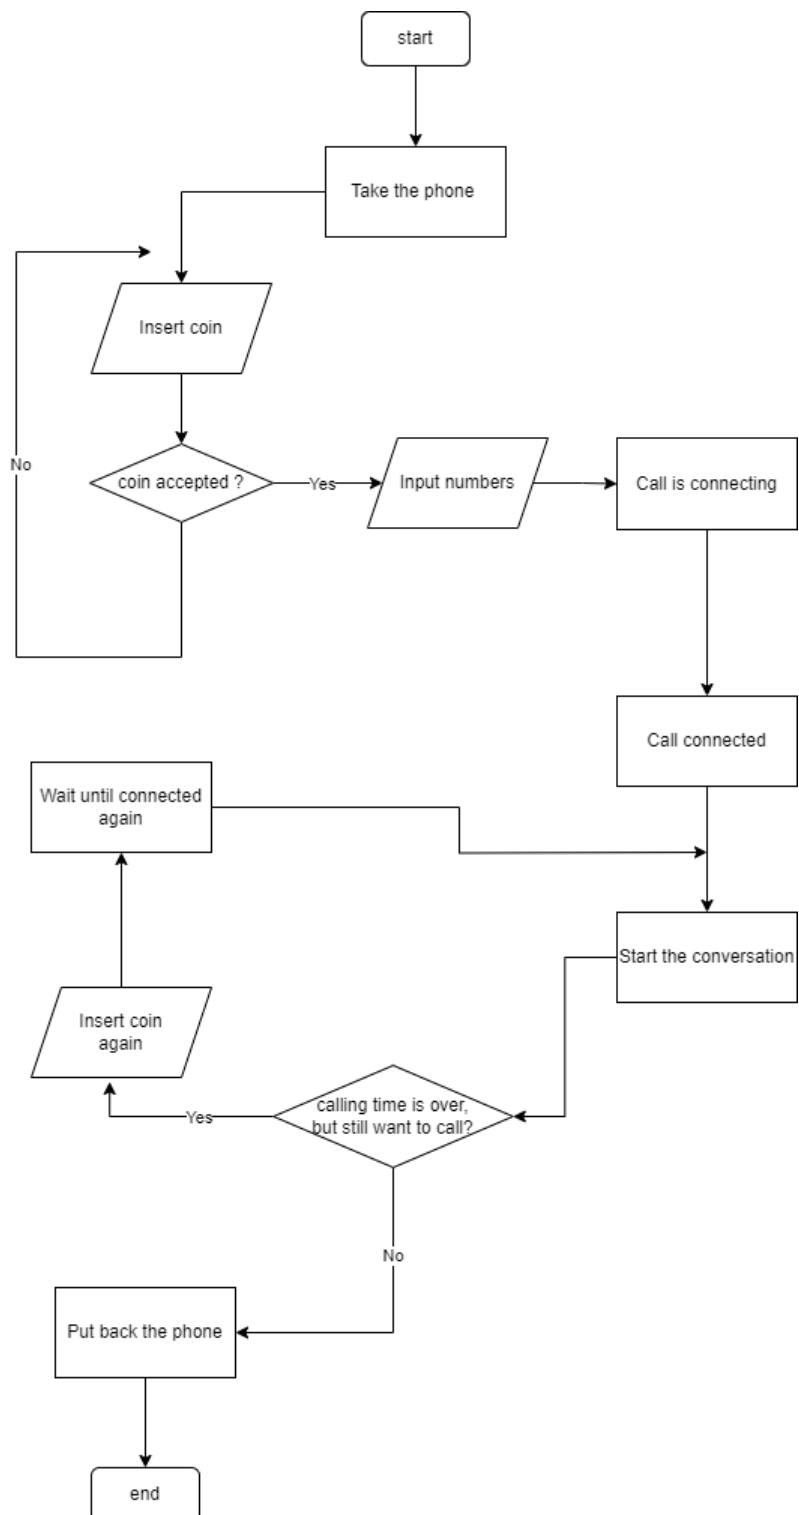 start
Take the phone
Insert coin
No
coin accepted ?
Yes
Input numbers
Call is connecting
Call connected
Wait until connected
again
Start the conversation
Insert coin
again
calling time is over,
but still want to call?
Yes
No
Put back the phone
end